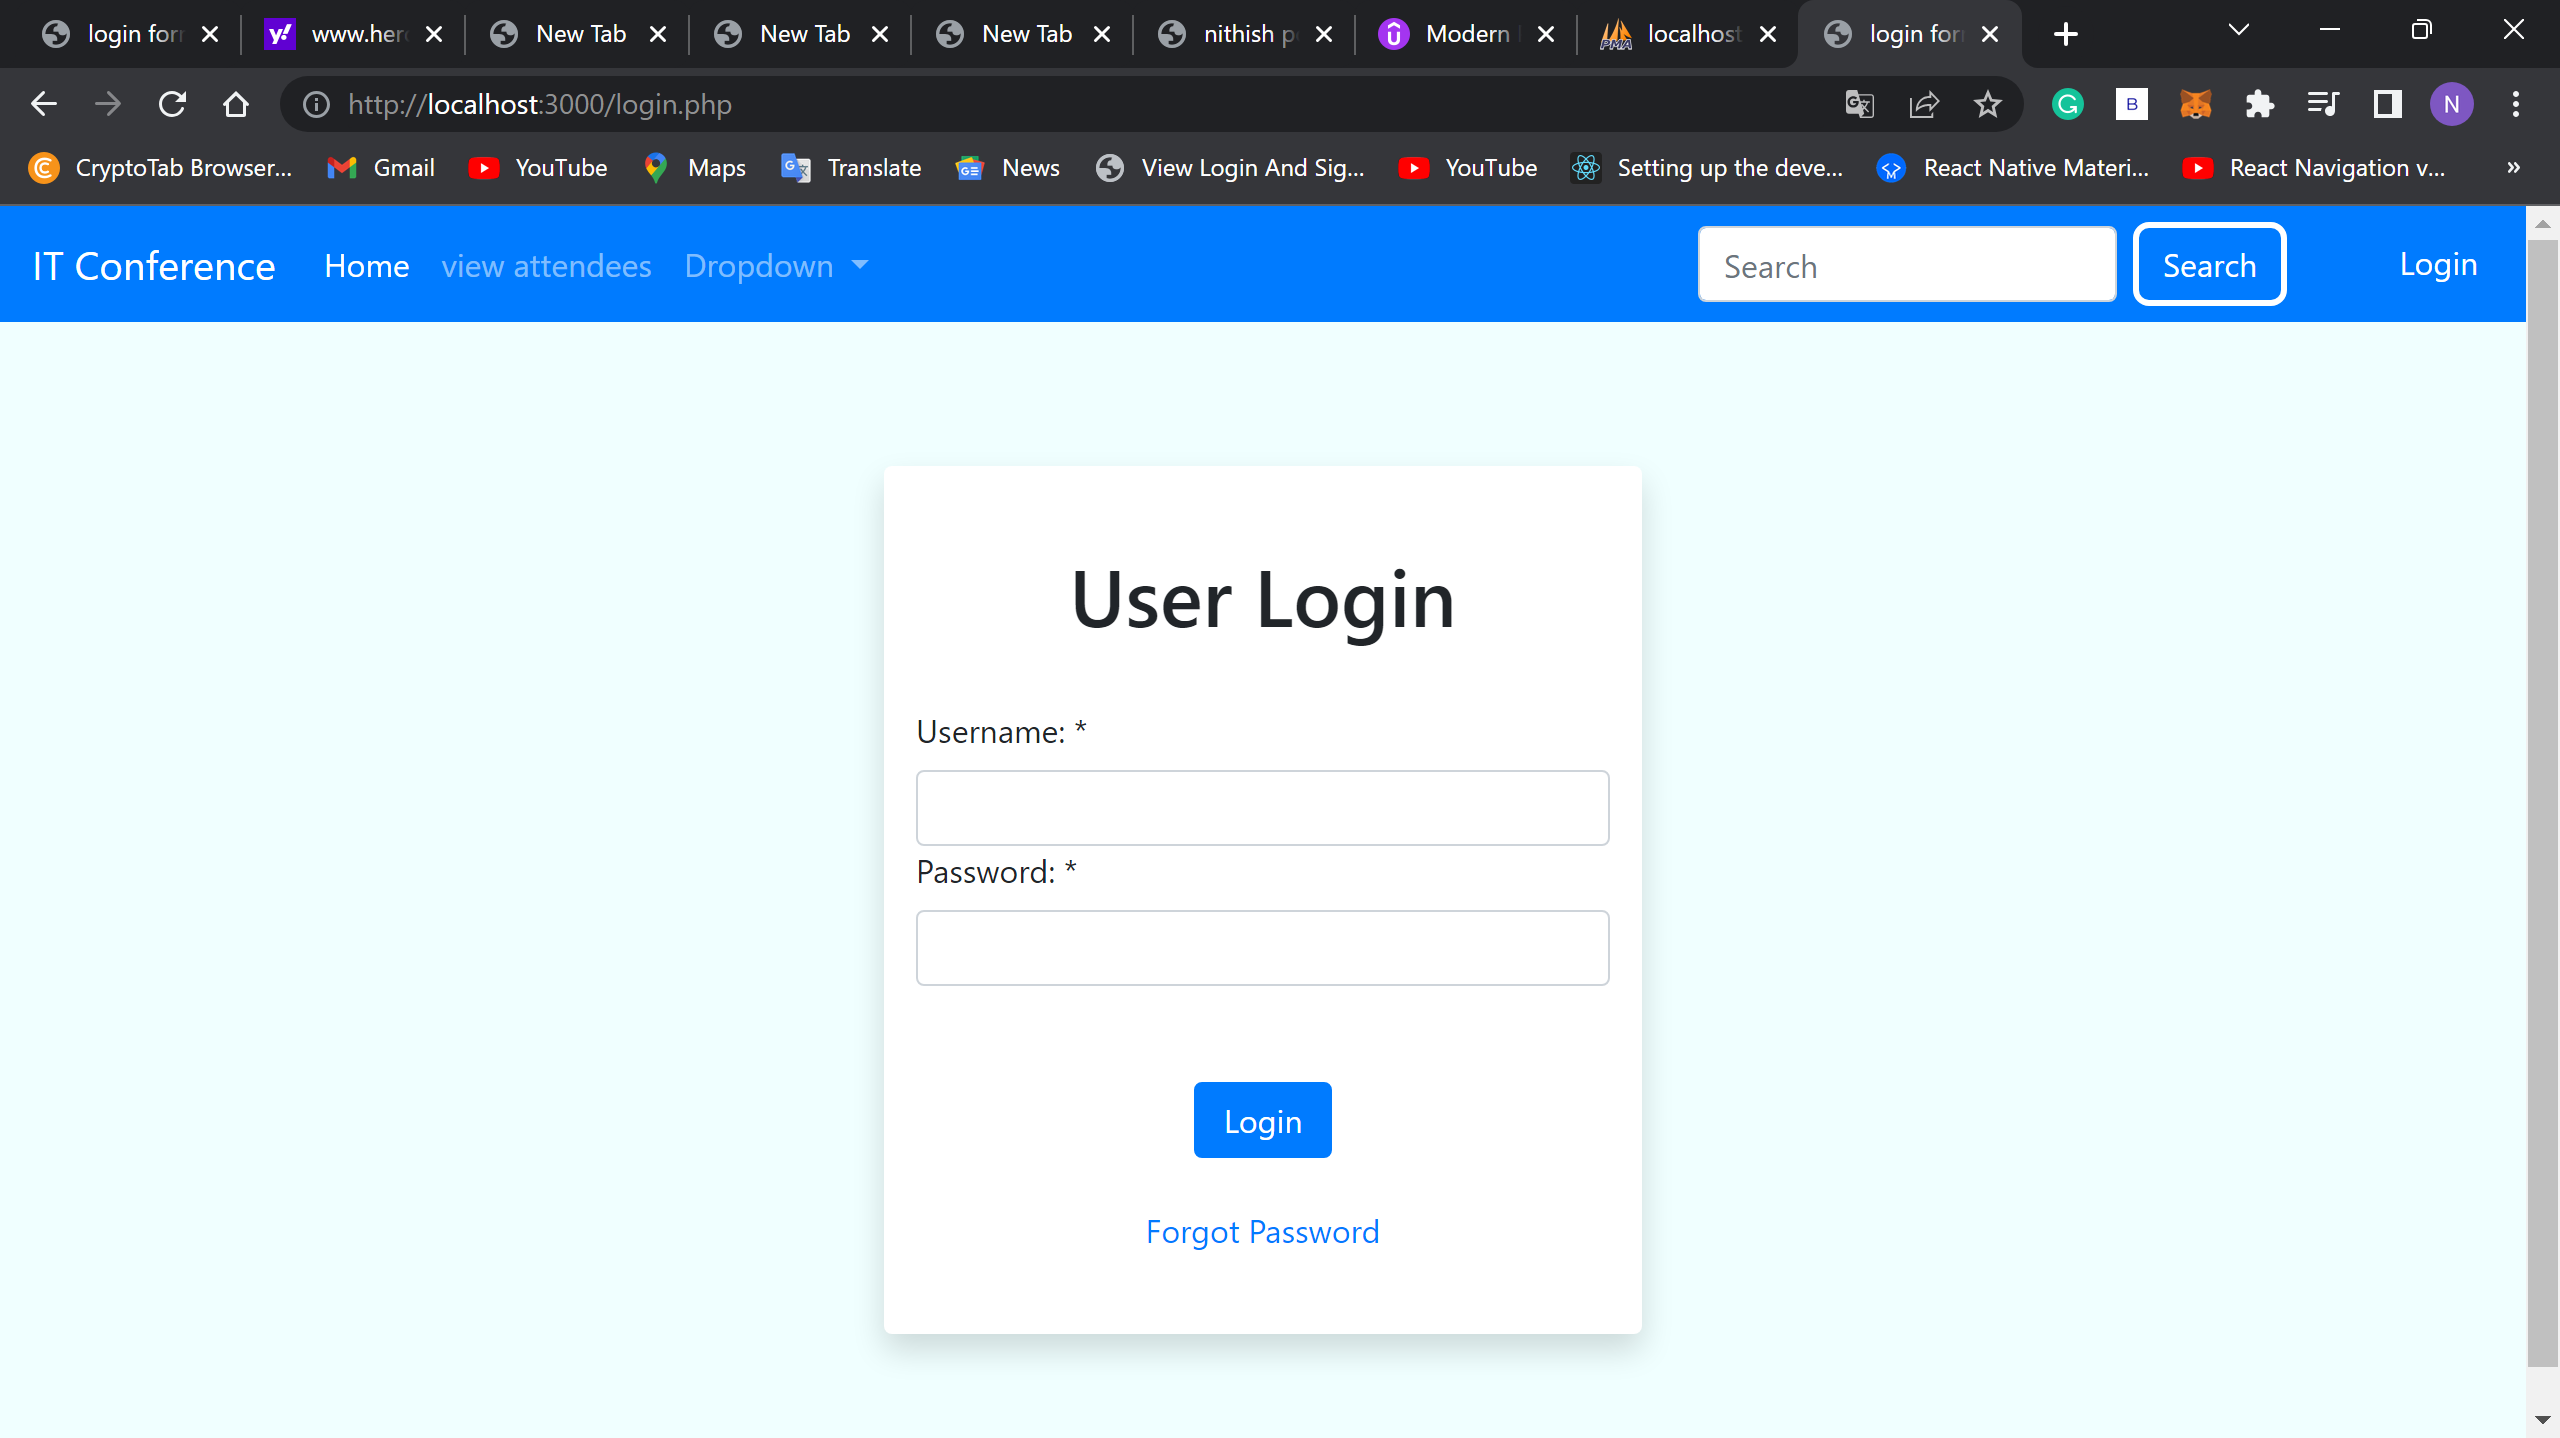 login for
www.her
New Tab
New Tab
New Tab
nithish p
Modern
localhost
login for
http://localhost:3000/login.php
CryptoTab Browser... Gmail YouTube Maps Translate News View Login And Sig... YouTube Setting up the deve... React Native Materi... React Navigation v... »
IT Conference Home view attendees Dropdown Search Search Login
User Login
Username: *
Password: *
Login
Forgot Password